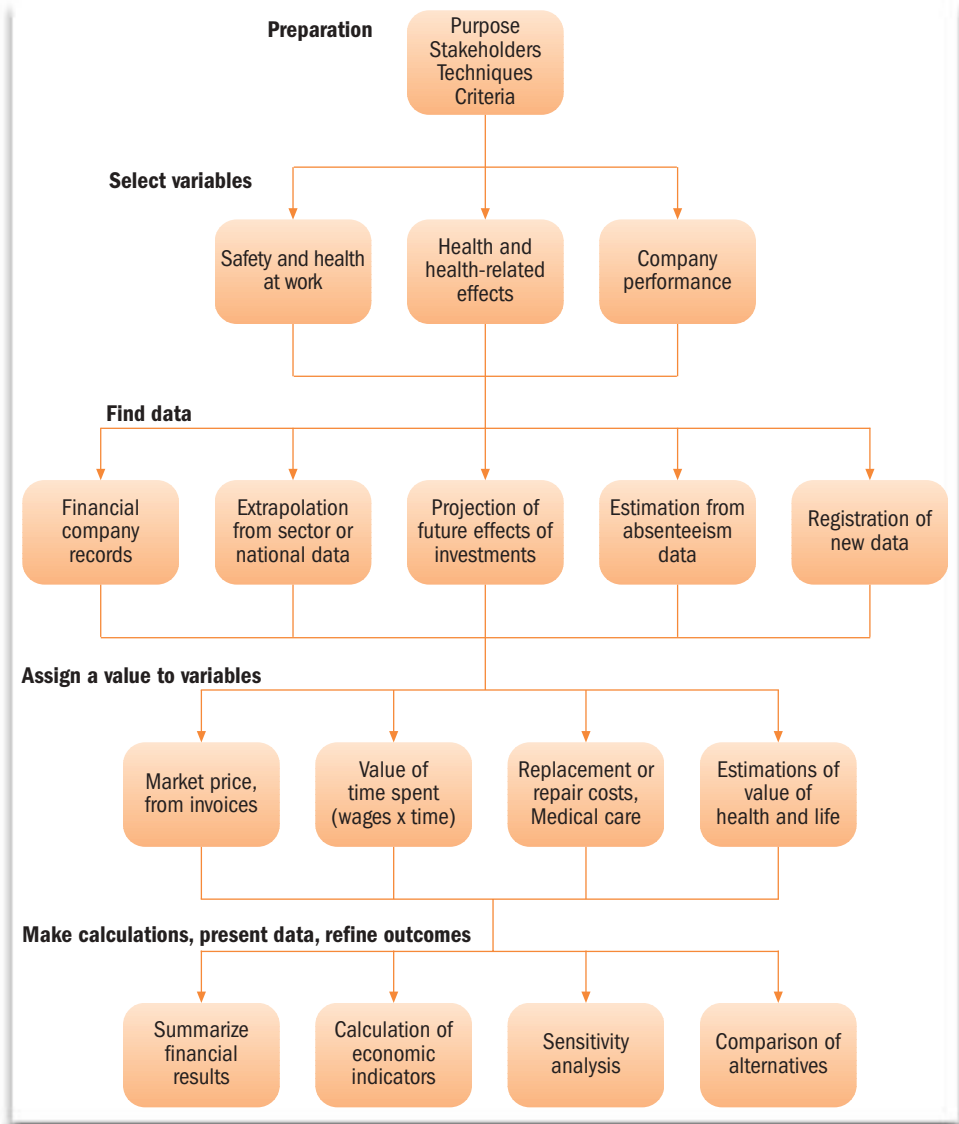 Preparation
Purpose
Stakeholders
Techniques
Criteria
Select variables
Safety and health
at work
Health and
health-related
effects
Company
performance
Find data
Financial
company
records
Extrapolation
from sector or
national data
Projection of
future effects of
investments
Estimation from
absenteeism
data
Registration of
new data
Assign a value to variables
Market price,
from invoices
Value of
time spent
(wages x time)
Replacement or
repair costs,
Medical care
Estimations of
value of
health and life
Make calculations, present data, refine outcomes
Summarize
financial
results
Calculation of
economic
indicators
Sensitivity
analysis
Comparison of
alternatives